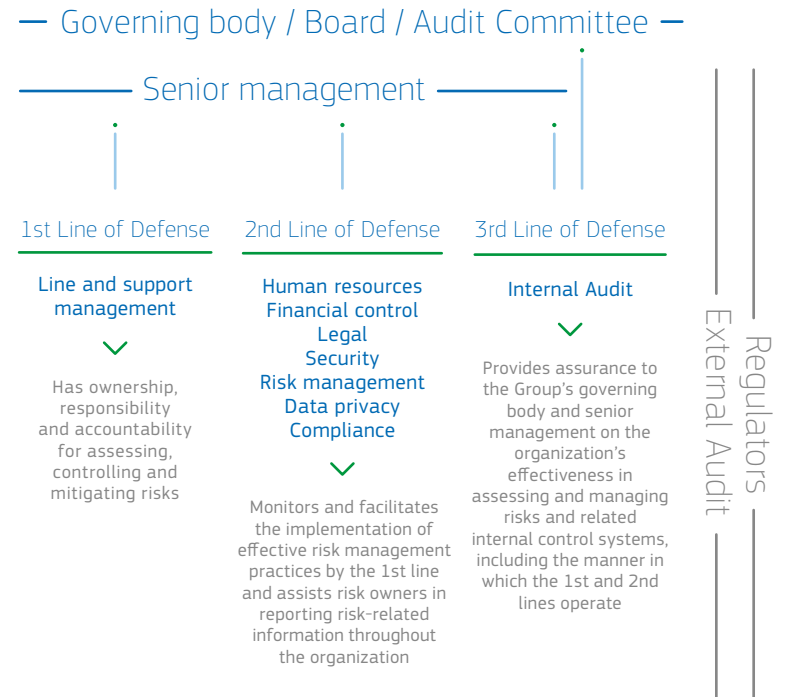 Governing body / Board / Audit Committee
Senior management
1st Line of Defense
Line and support
management
Has ownership,
responsibility
and accountability
for assessing,
controlling and
mitigating risks
2nd Line of Defense
Human resources
Financial control
Legal
Security
Risk management
Data privacy
Compliance
Monitors and facilitates
the implementation of
effective risk management
practices by the 1st line
and assists risk owners in
reporting risk-related
information throughout
the organization
3rd Line of Defense
Internal Audit
Provides assurance to
the Group's governing
body and senior
management on the
organization's
effectiveness in
assessing and managing
risks and related
internal control systems,
including the manner in
which the 1st and 2nd
lines operate
External Audit
Regulators